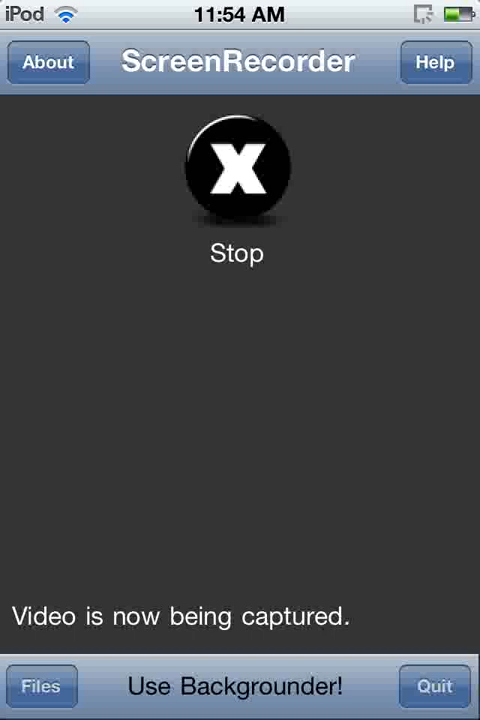 iPod 11:54 AM
About ScreenRecorder Help
X
Stop
Video is now being captured.
Files Use Backgrounder! Quit